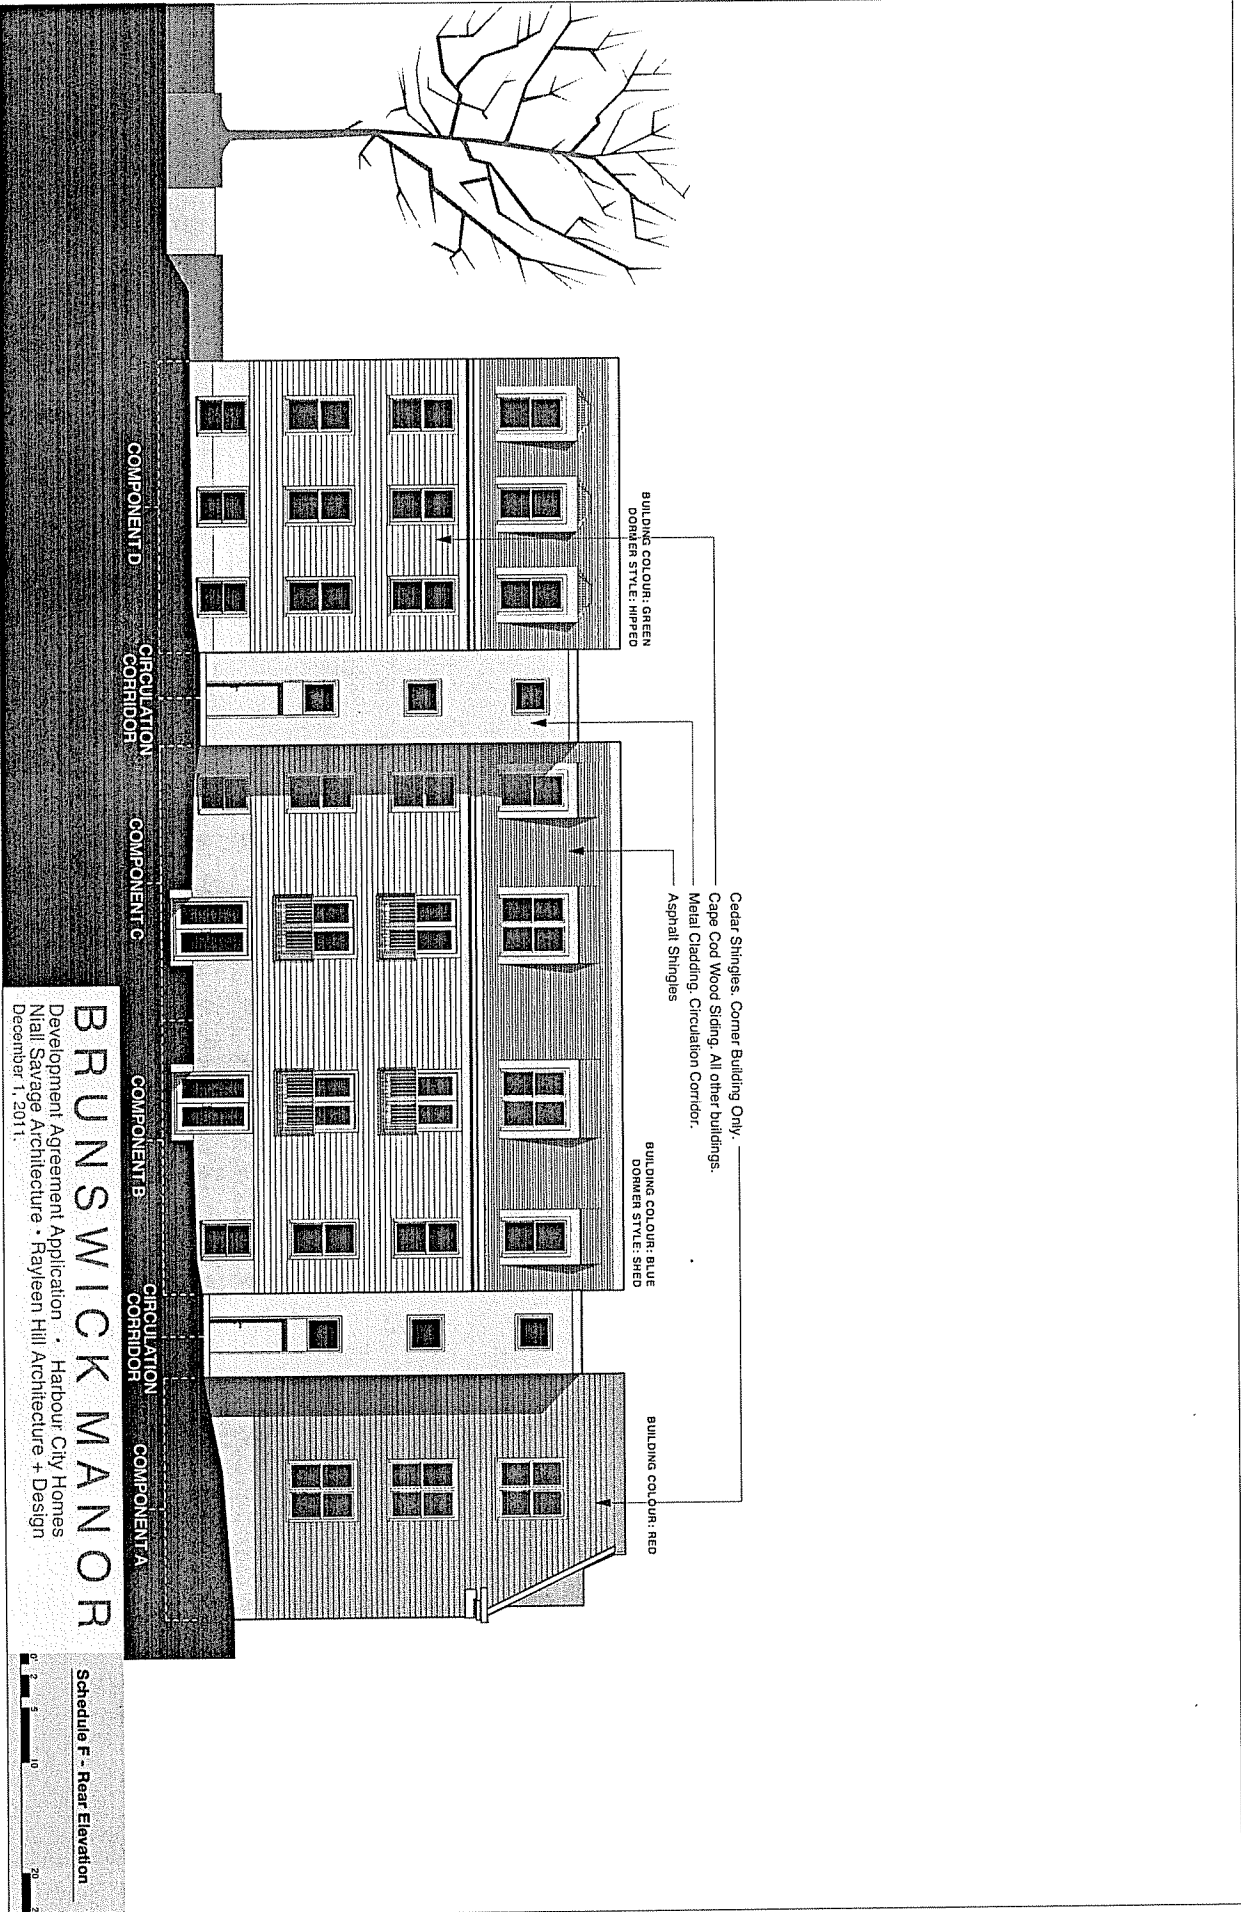 Cedar Shingles. Corner Building Only.
Cape Cod Wood Siding. All other buildings.
Metal Cladding. Circulation Corridor.
Asphalt Shingles
BUILDING COLOUR: GREEN
DORMER STYLE: HIPPED
BUILDING COLOUR: BLUE
DORMER STYLE: SHED
BUILDING COLOUR: RED
COMPONENT D
CIRCULATION
CORRIDOR
COMPONENT C
COMPONENT B
CIRCULATION
CORRIDOR
COMPONENT A
BRUNSWICK MANOR
Development Agreement Application • Harbour City Homes
Niall Savage Architecture • Rayleen Hill Architecture + Design
December 1, 2011.
Schedule F - Rear Elevation
0' 2 5 10 20